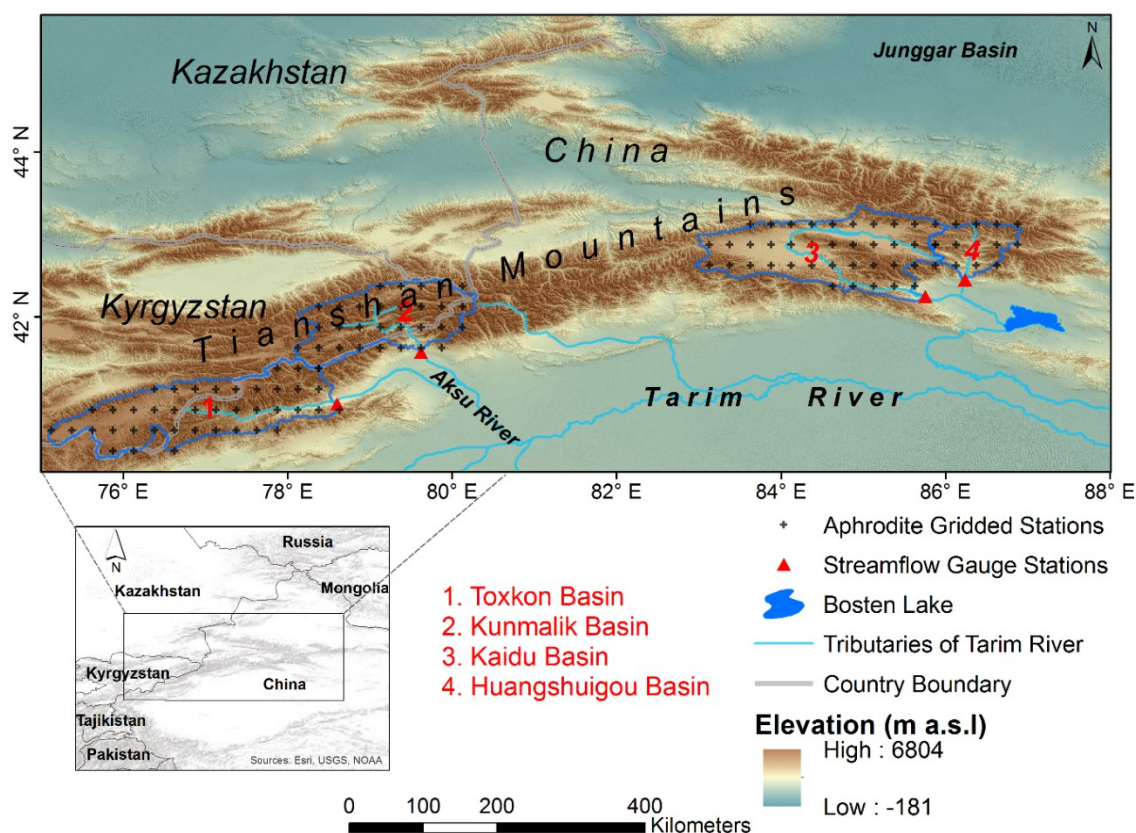 Kazakhstan
Junggar Basin
N
China
Tianshan Mountains
Kyrgyzstan
Aksu River
Tarim River
1
2
3
4
44° N
42° N
76° E
78° E
80° E
82° E
84° E
86° E
88° E
N
Russia
Kazakhstan
Mongolia
Kyrgyzstan
China
Tajikistan
Pakistan
Sources: Esri, USGS, NOAA
1. Toxkon Basin
2. Kunmalik Basin
3. Kaidu Basin
4. Huangshuigou Basin
Aphrodite Gridded Stations
Streamflow Gauge Stations
Bosten Lake
Tributaries of Tarim River
Country Boundary
Elevation (m a.s.l)
High : 6804
Low : -181
0 100 200 400
Kilometers